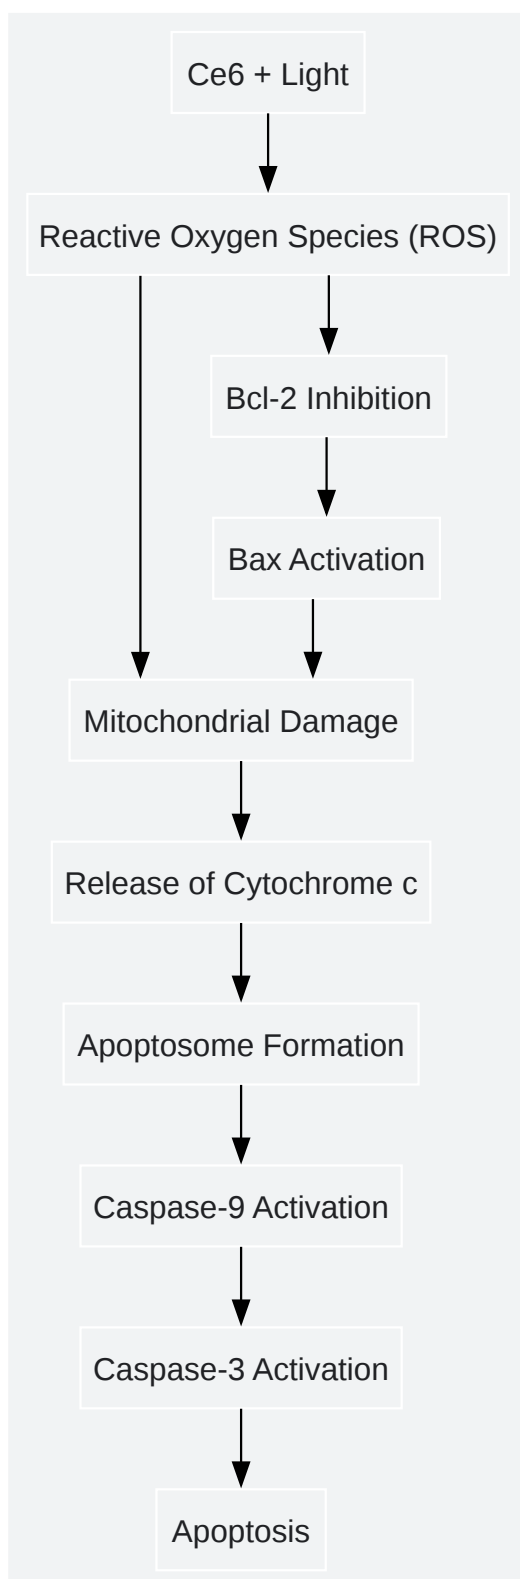 Ce6 + Light
Reactive Oxygen Species (ROS)
Bcl-2 Inhibition
Bax Activation
Mitochondrial Damage
Release of Cytochrome c
Apoptosome Formation
Caspase-9 Activation
Caspase-3 Activation
Apoptosis